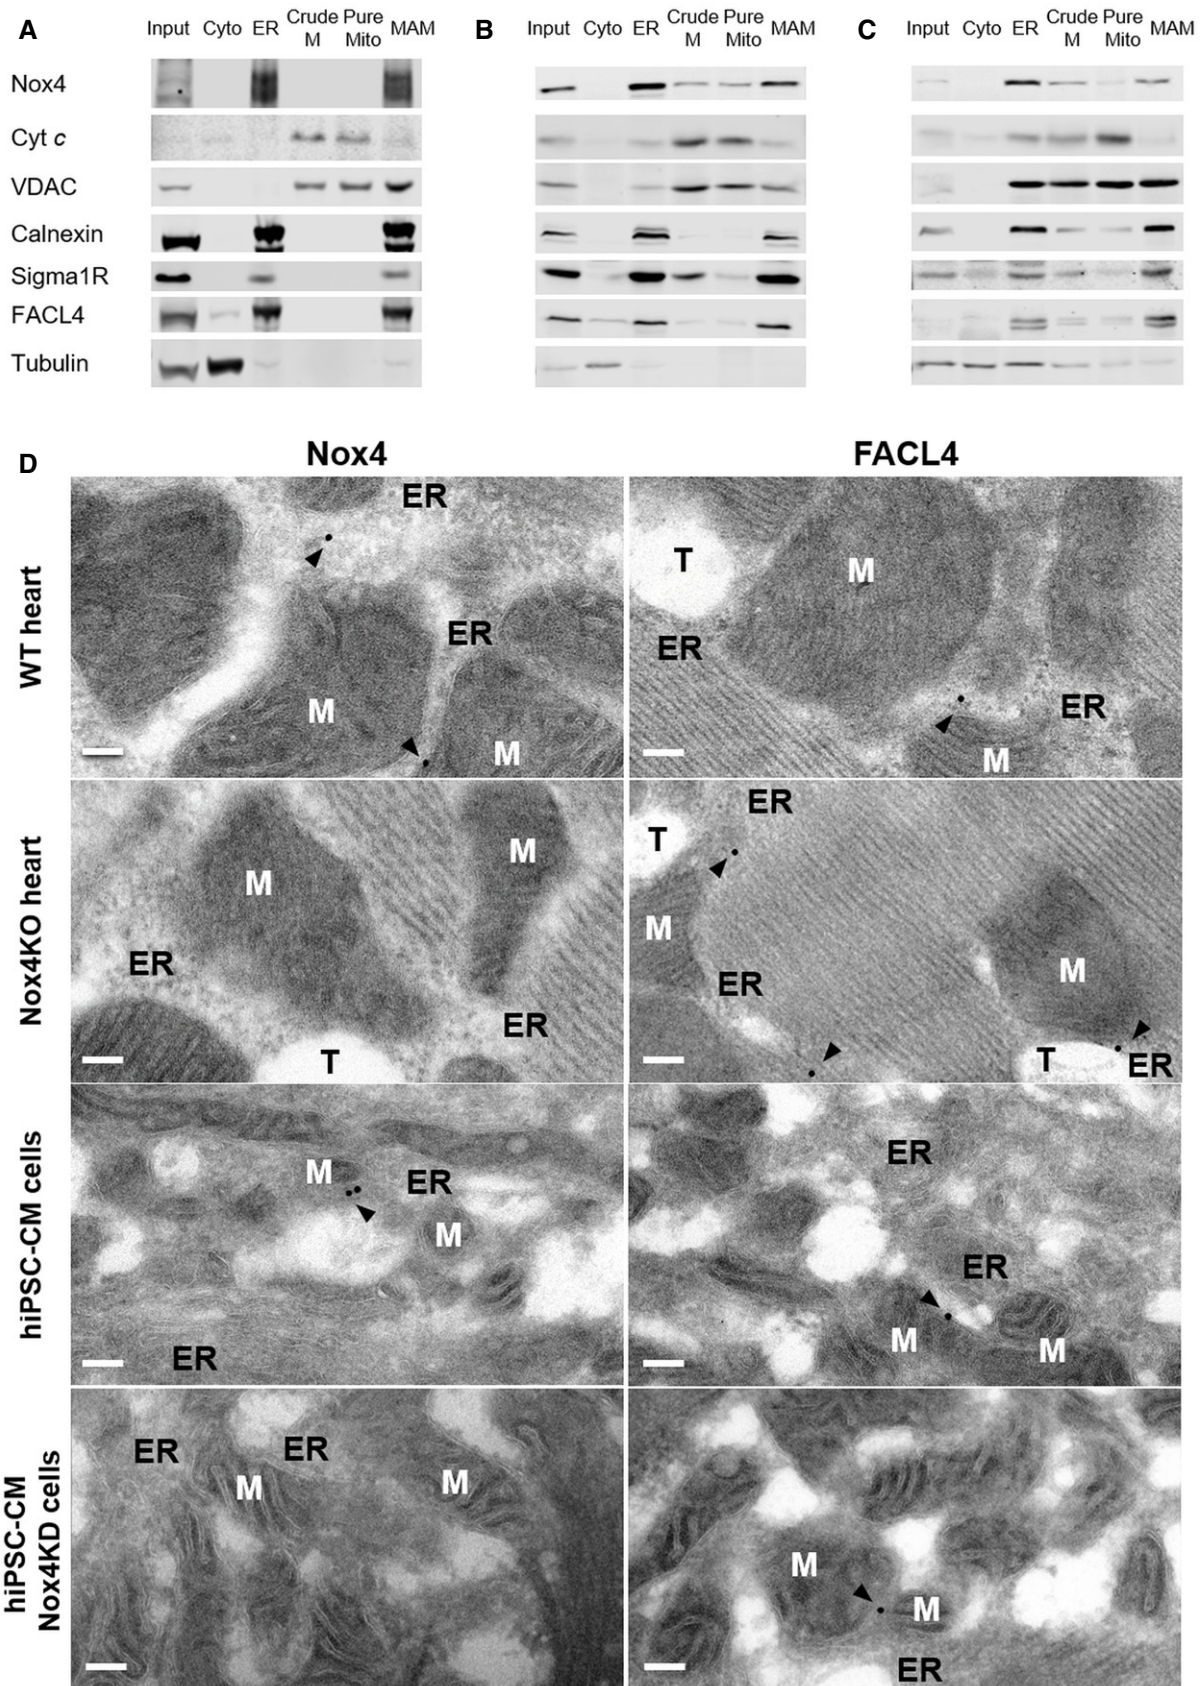 A Input Cyto ER Crude M Pure Mito MAM B Input Cyto ER Crude M Pure Mito MAM C Input Cyto ER Crude M Pure Mito MAM
Nox4
Cyt c
VDAC
Calnexin
Sigma1R
FACL4
Tubulin
D Nox4 FACL4
WT heart
ER
ER
M
M
T
M
ER
ER
M
Nox4KO heart
M
M
ER
ER
T
ER
T
M
ER
M
T
ER
hiPSC-CM cells
M
ER
M
ER
ER
ER
M
M
hiPSC-CM
Nox4KD cells
ER
ER
M
M
M
M
ER